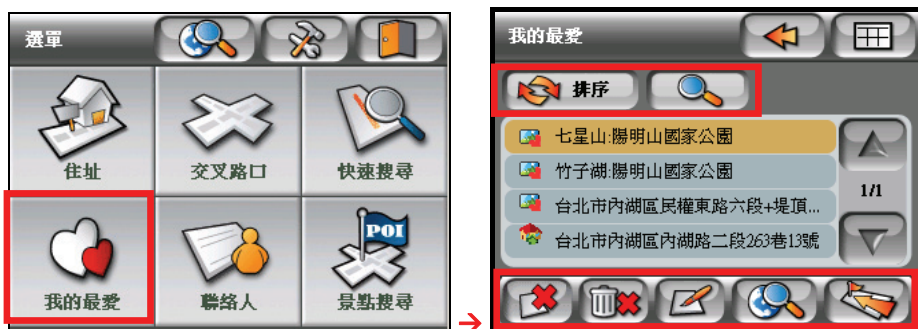 選單
住址
交叉路口
快速搜尋
我的最愛
聯絡人
POI
景點搜尋
我的最愛
排序
七星山:陽明山國家公園
竹子湖:陽明山國家公園
台北市內湖區民權東路六段+堤頂...
台北市內湖區內湖路二段263巷13號
1/1